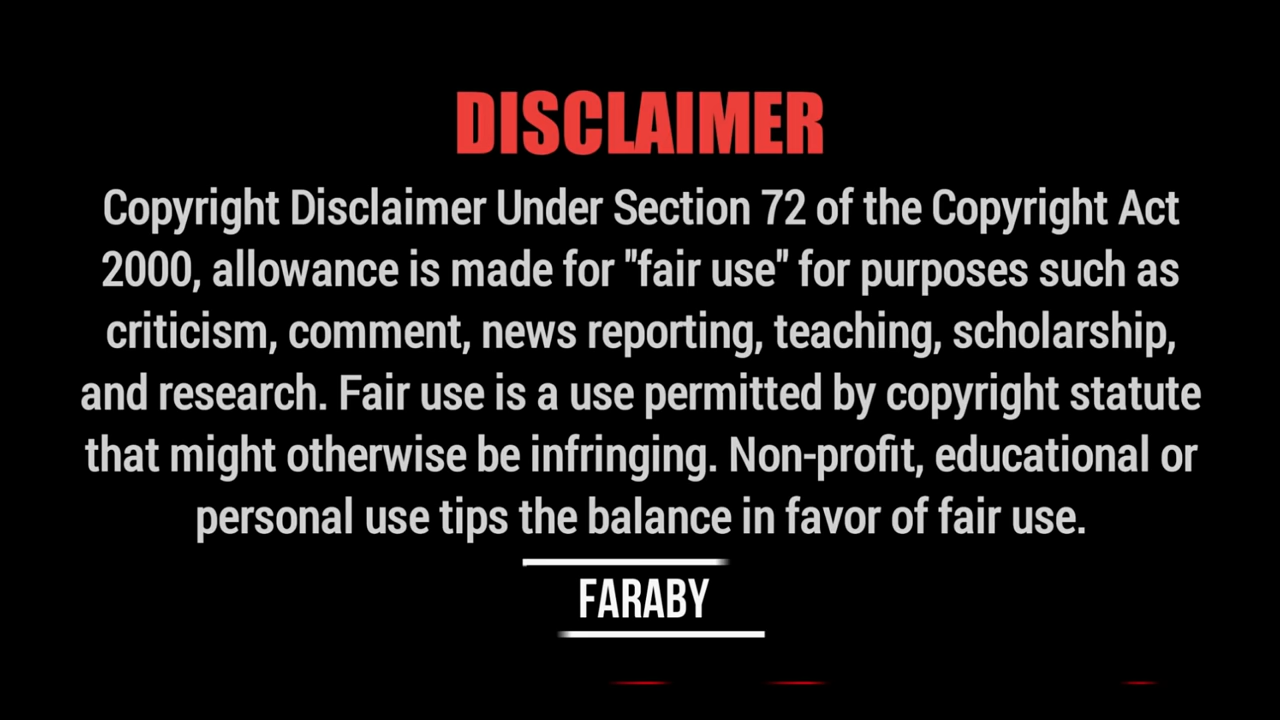 DISCLAIMER
Copyright Disclaimer Under Section 72 of the Copyright Act
2000, allowance is made for "fair use" for purposes such as
criticism, comment, news reporting, teaching, scholarship,
and research. Fair use is a use permitted by copyright statute
that might otherwise be infringing. Non-profit, educational or
personal use tips the balance in favor of fair use.
FARABY